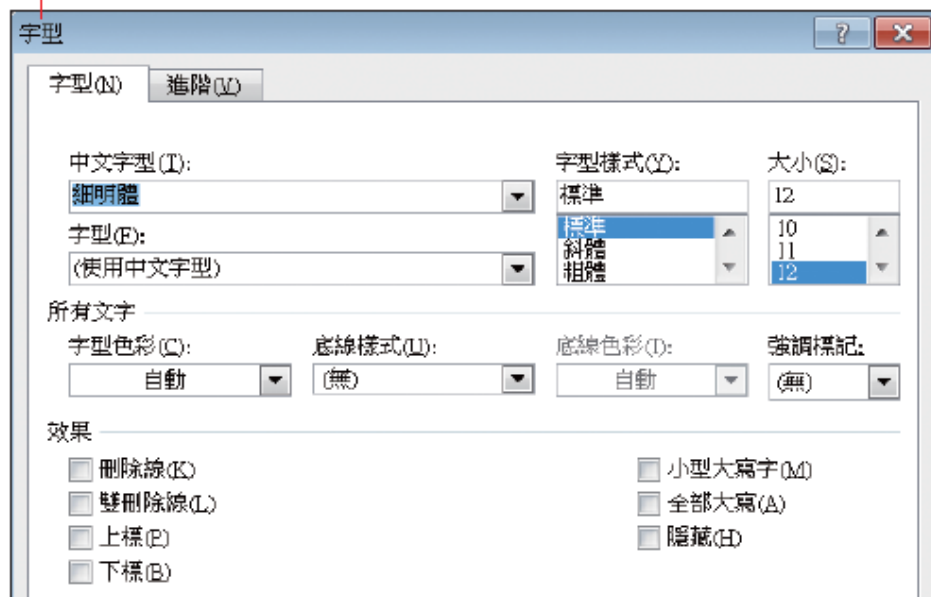 字型
字型(N) 進階(V)
中文字型(T): 字型樣式(Y): 大小(S):
細明體 標準 12
標準 10
字型(F): 斜體 11
(使用中文字型) 粗體 12
所有文字
字型色彩(C): 底線樣式(U): 底線色彩(I): 強調標記:
自動 (無) 自動 (無)
效果
刪除線(K) 小型大寫字(M)
雙刪除線(L) 全部大寫(A)
上標(P) 隱藏(H)
下標(B)